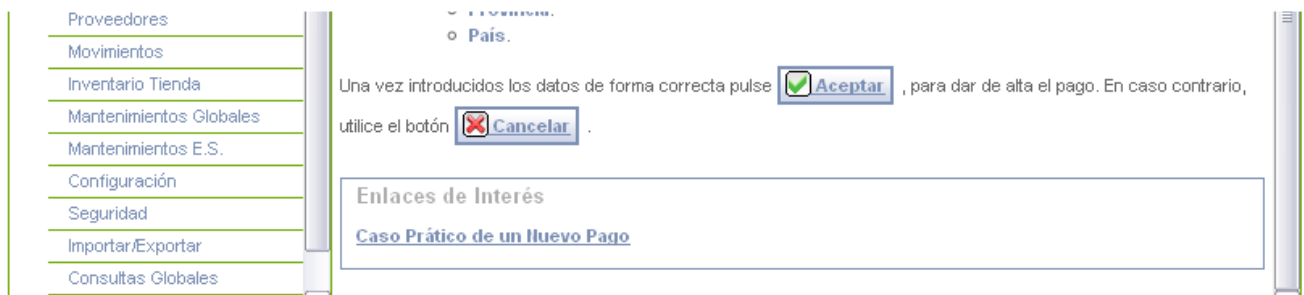 Proveedores
Movimientos
Inventario Tienda
Mantenimientos Globales
Mantenimientos E.S.
Configuración
Seguridad
Importar/Exportar
Consultas Globales
Provincia.
País.
Una vez introducidos los datos de forma correcta pulse Aceptar , para dar de alta el pago. En caso contrario,
utilice el botón Cancelar .
Enlaces de Interés
Caso Prático de un Nuevo Pago